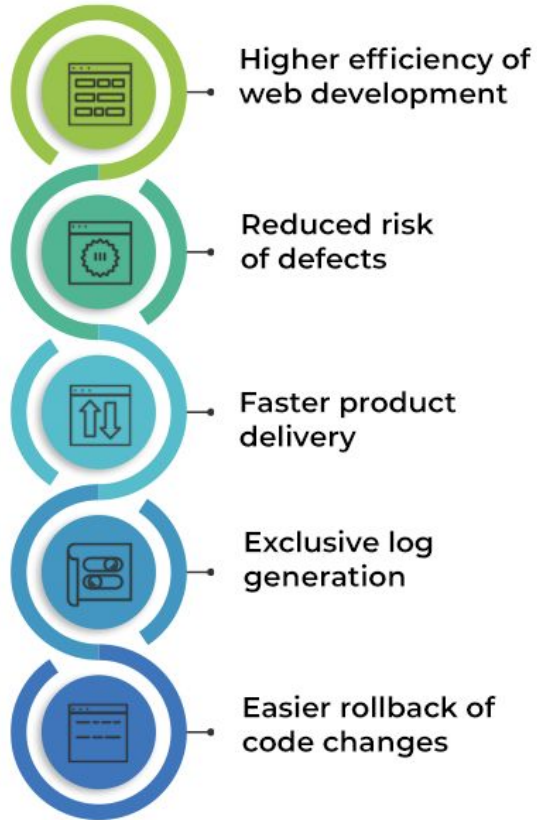 Higher efficiency of
web development
Reduced risk
of defects
Faster product
delivery
Exclusive log
generation
Easier rollback of
code changes